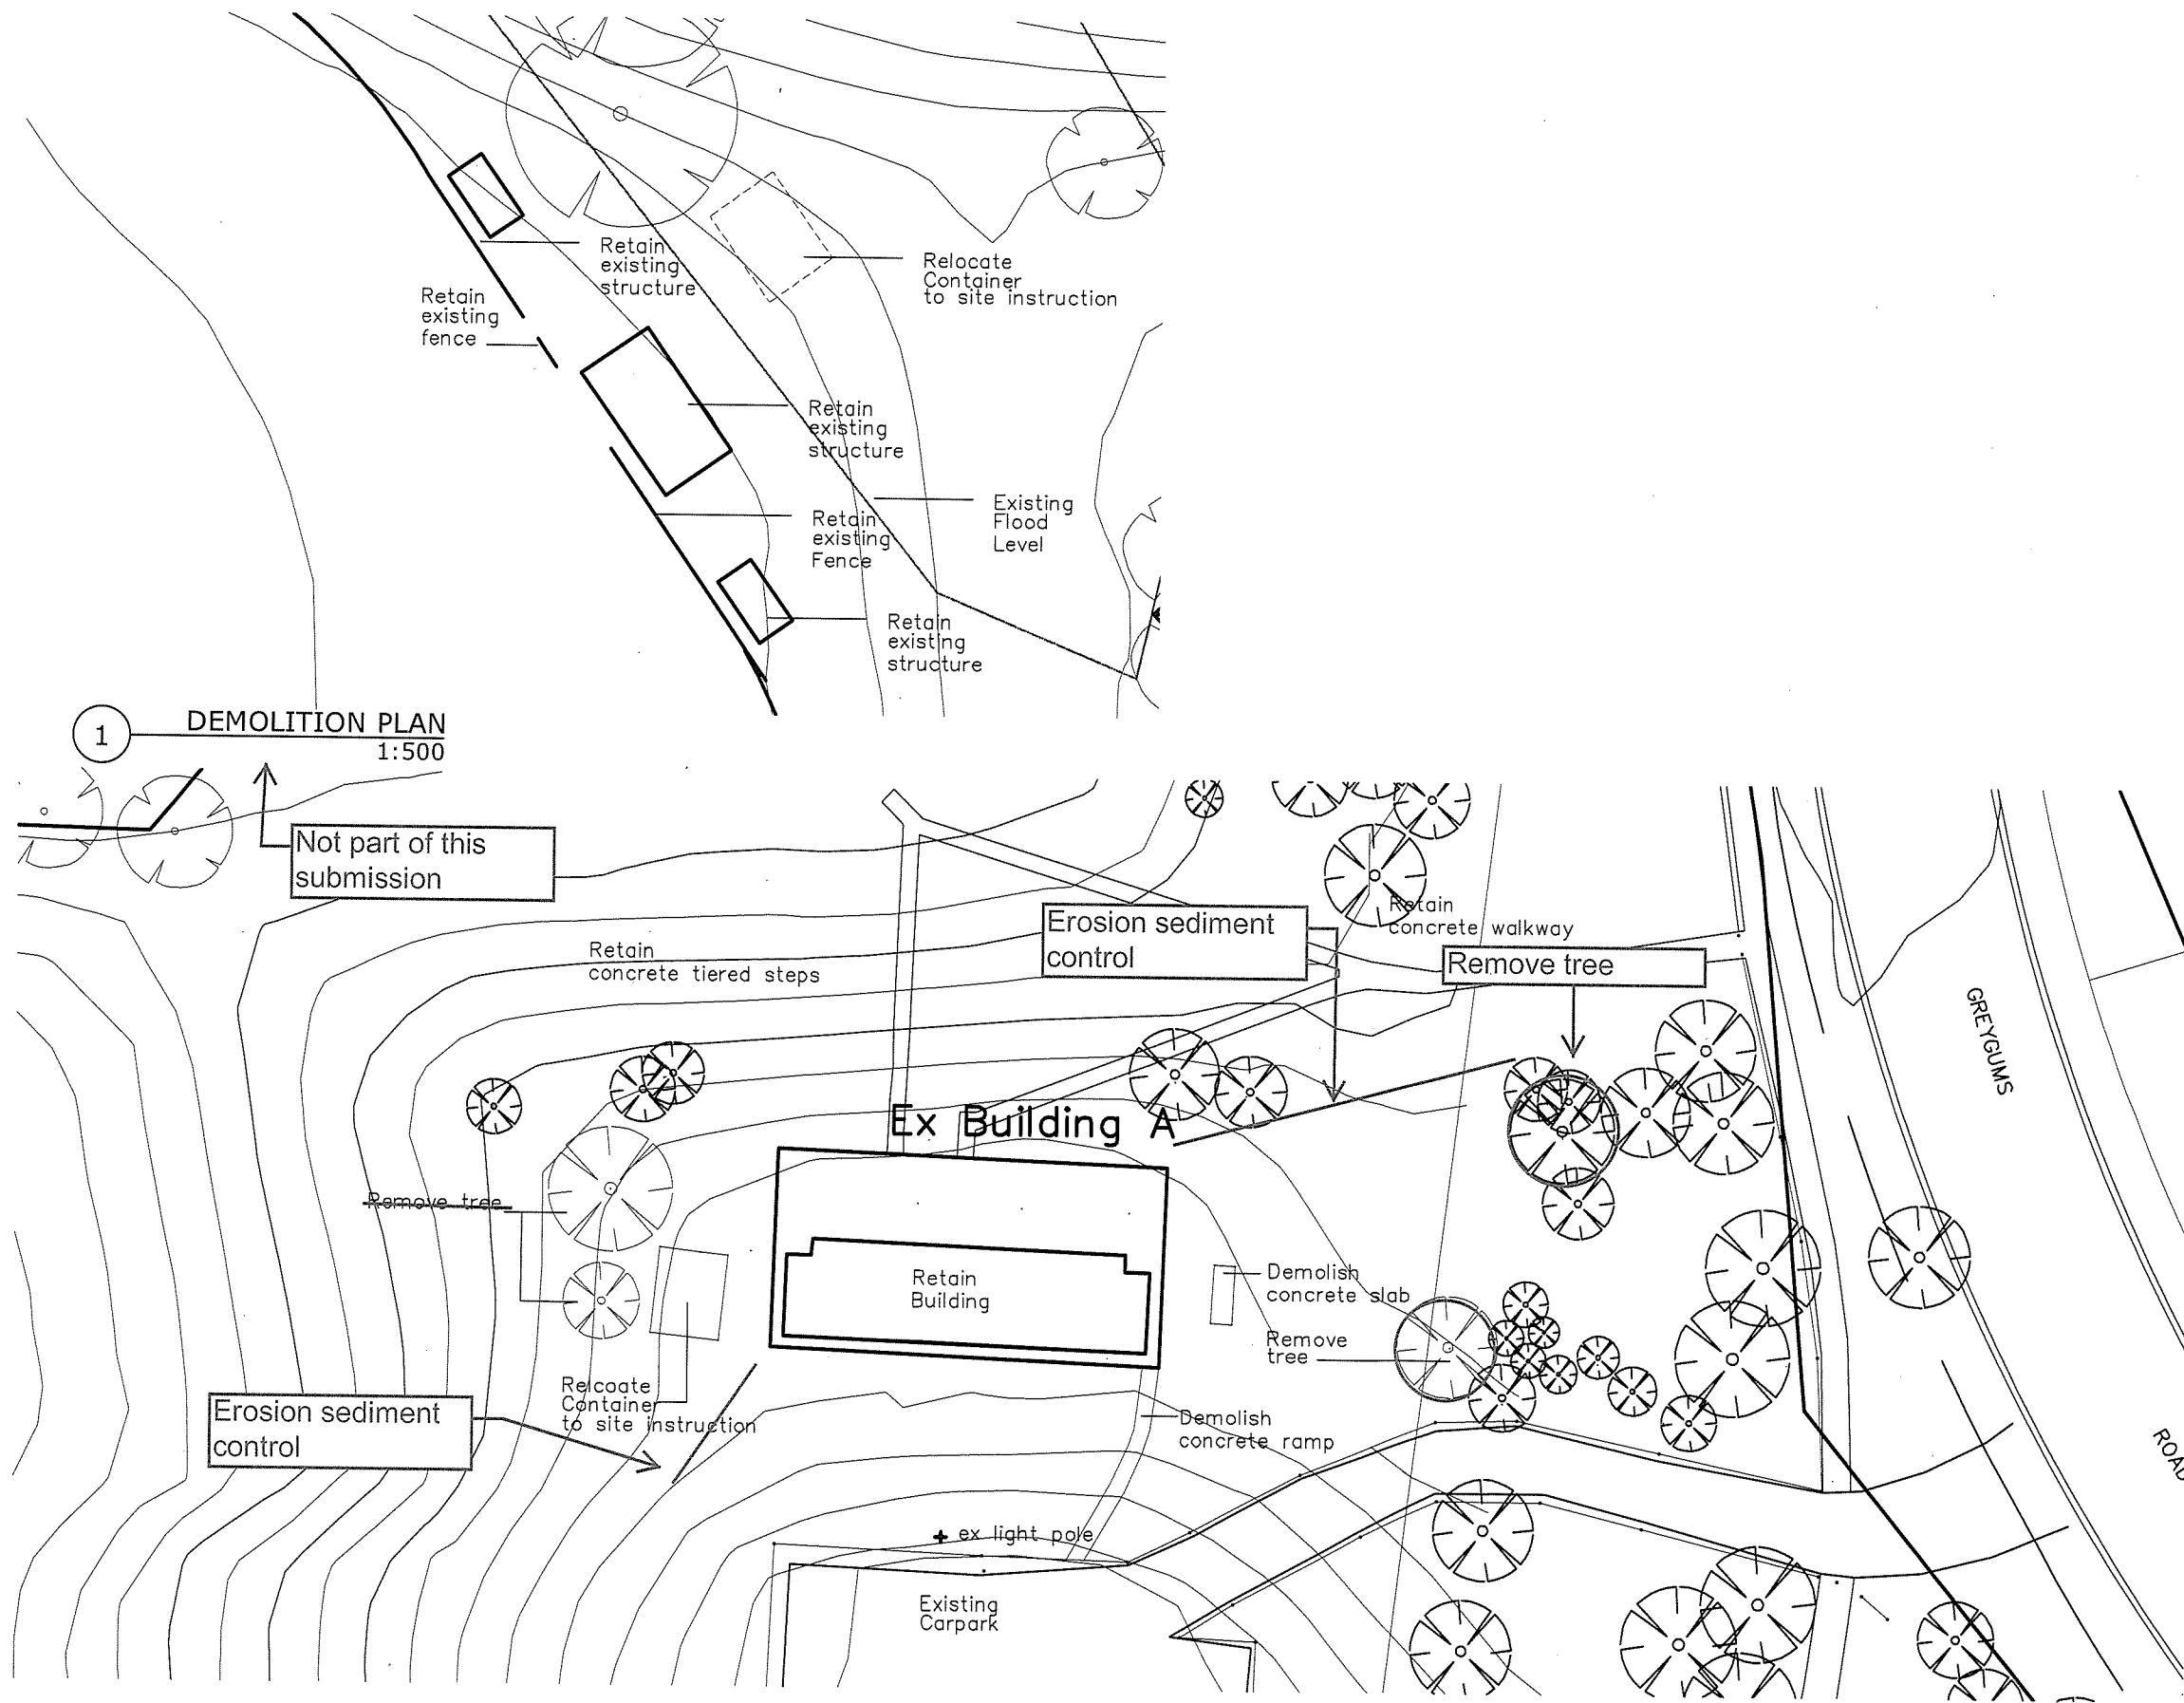 Retain
existing
structure
Relocate
Container
to site instruction
Retain
existing
fence
Retain
existing
structure
Existing
Flood
Level
Retain
existing
Fence
Retain
existing
structure
1
DEMOLITION PLAN
1:500
Not part of this
submission
Retain
concrete walkway
Erosion sediment
control
Remove tree
Retain
concrete tiered steps
GREYGUMS
Ex Building A
Remove tree
Retain
Building
Demolish
concrete slab
Remove
tree
Relcoate
Container
to site instruction
Erosion sediment
control
Demolish
concrete ramp
ROAD
ex light pole
Existing
Carpark